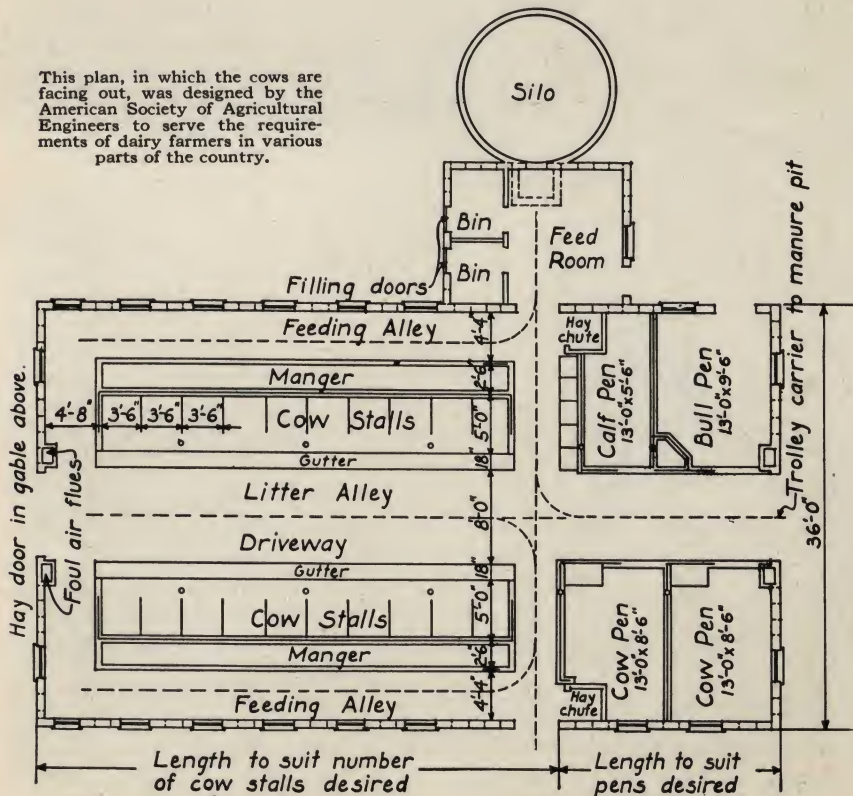 This plan, in which the cows are
facing out, was designed by the
American Society of Agricultural
Engineers to serve the require-
ments of dairy farmers in various
parts of the country.
Silo
Bin
Bin
Feed
Room
Filling doors
Trolley carrier to manure pit
Feeding Alley
4'-4"
Hay
chute
Calf Pen
13'-0"x5'-6"
Bull Pen
13'-0"x9'-6"
Manger
2'-6"
4'-8"
3'-6"
3'-6"
3'-6"
Cow Stalls
5'-0"
Gutter
18"
Hay door in gable above.
Foul air flues
Litter Alley
8'-0"
Driveway
36'-0"
Gutter
18"
Cow Stalls
5'-0"
Manger
2'-6"
Feeding Alley
4'-4"
Cow Pen
13'-0"x8'-6"
Cow Pen
13'-0"x8'-6"
Hay
chute
Length to suit number
of cow stalls desired
Length to suit
pens desired